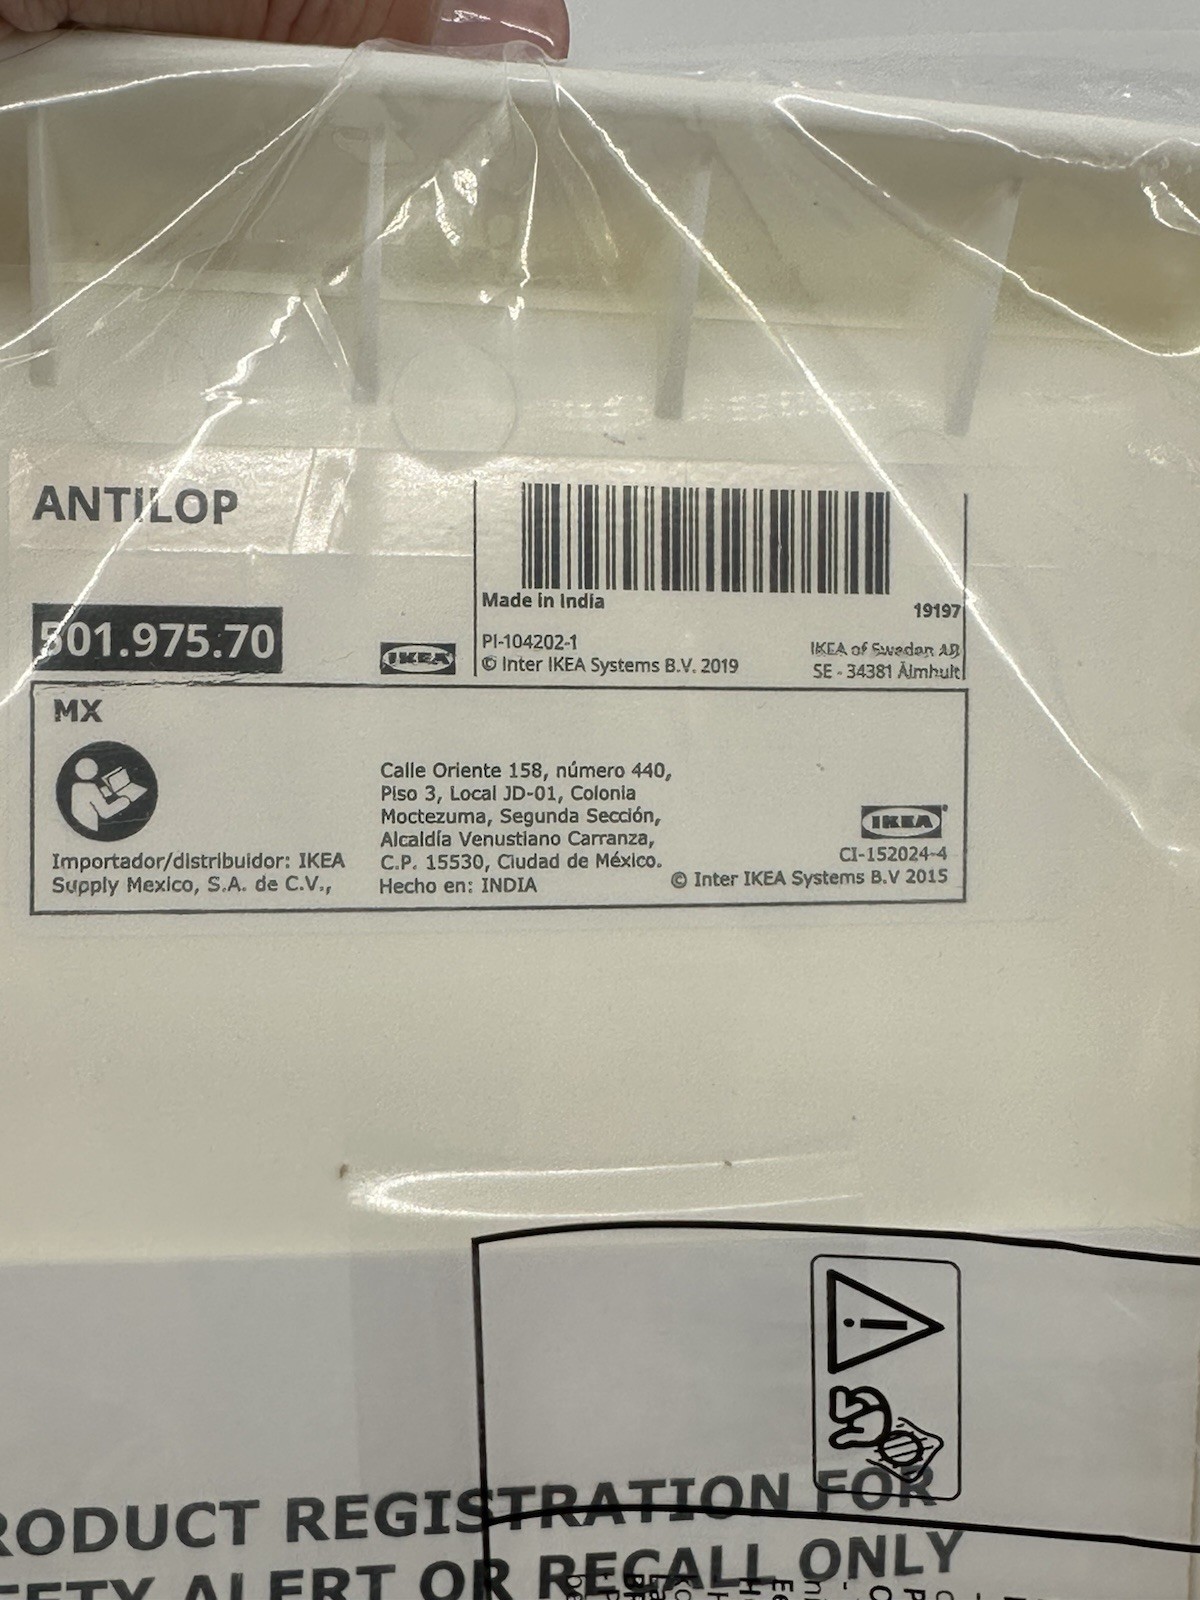 ANTILOP
501.975.70
IKEA
Made in India
19197
PI-104202-1
© Inter IKEA Systems B.V. 2019
IKEA of Sweden AB
SE - 34381 Älmhult
MX
Importador/distribuidor: IKEA
Supply Mexico, S.A. de C.V.,
Calle Oriente 158, número 440,
Piso 3, Local JD-01, Colonia
Moctezuma, Segunda Sección,
Alcaldía Venustiano Carranza,
C.P. 15530, Ciudad de México.
Hecho en: INDIA
IKEA
CI-152024-4
© Inter IKEA Systems B.V 2015
RODUCT REGISTRATION FOR
ALERT OR RECALL ONLY